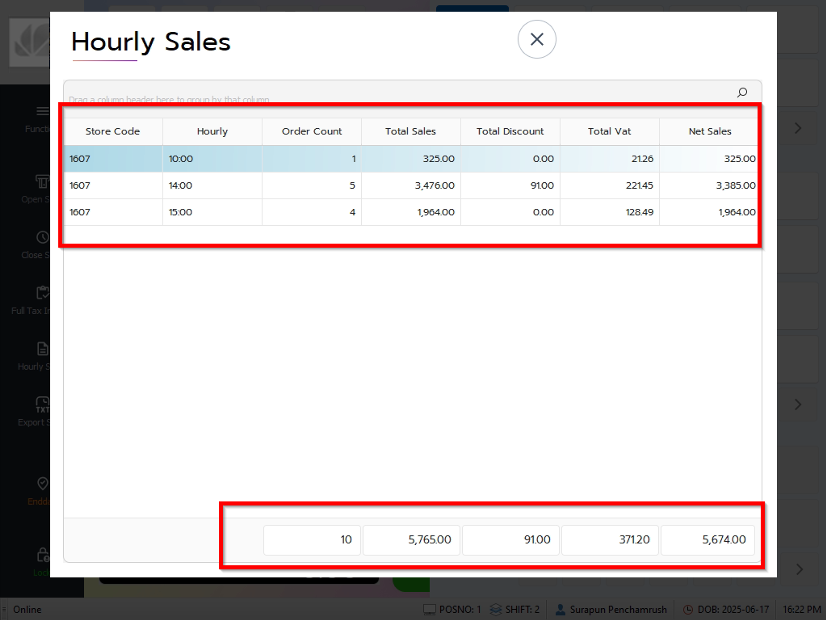 Hourly Sales
Drag a column header here to group by that column
Store Code Hourly Order Count Total Sales Total Discount Total Vat Net Sales
1607 10:00 1 325.00 0.00 21.26 325.00
1607 14:00 5 3,476.00 91.00 221.45 3,385.00
1607 15:00 4 1,964.00 0.00 128.49 1,964.00
10 5,765.00 91.00 371.20 5,674.00
Open S
Close S
Full Tax In
Hourly S
TXT
Export S
Online POSNO: 1 SHIFT: 2 Surapun Penchamrush DOB: 2025-06-17 16:22 PM